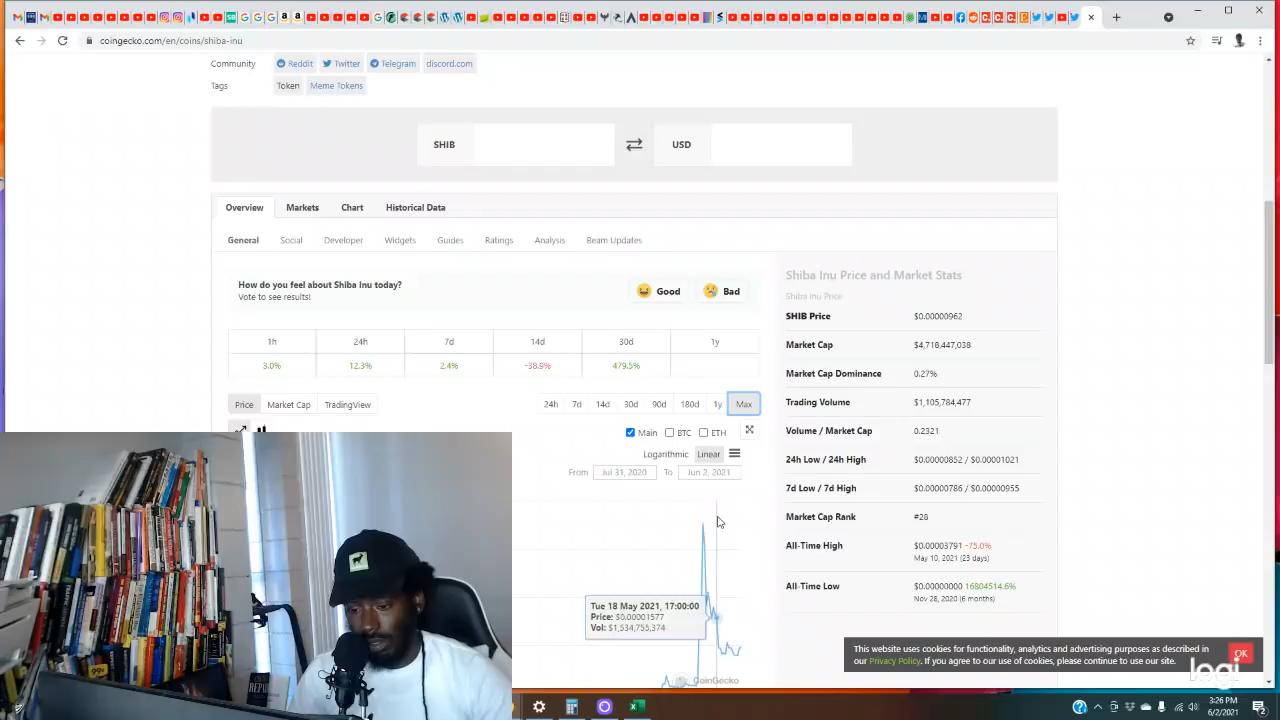 coingecko.com/en/coins/shiba-inu
Community Reddit Twitter Telegram discord.com
Tags Token Meme Tokens
SHIB USD
Overview Markets Chart Historical Data
General Social Developer Widgets Guides Ratings Analysis Beam Updates
How do you feel about Shiba Inu today?
Vote to see results!
Good Bad
1h 24h 7d 14d 30d 1y
3.0% 12.3% 2.4% -38.9% 479.5%
Price Market Cap TradingView
24h 7d 14d 30d 90d 180d 1y Max
Main BTC ETH
Logarithmic Linear
From Jul 31, 2020 To Jun 2, 2021
Tue 18 May 2021, 17:00:00
Price: $0.00001577
Vol: $1,534,755,374
CoinGecko
Shiba Inu Price and Market Stats
Shiba Inu Price
SHIB Price $0.00000962
Market Cap $4,718,447,038
Market Cap Dominance 0.27%
Trading Volume $1,105,784,477
Volume / Market Cap 0.2321
24h Low / 24h High $0.00000852 / $0.00001021
7d Low / 7d High $0.00000786 / $0.00000955
Market Cap Rank #28
All-Time High $0.00003791 -75.0%
May 10, 2021 (23 days)
All-Time Low $0.00000000 16804514.6%
Nov 28, 2020 (6 months)
This website uses cookies for functionality, analytics and advertising purposes as described in
our Privacy Policy. If you agree to our use of cookies, please continue to use our site.
OK
logi
3:26 PM
6/2/2021
2